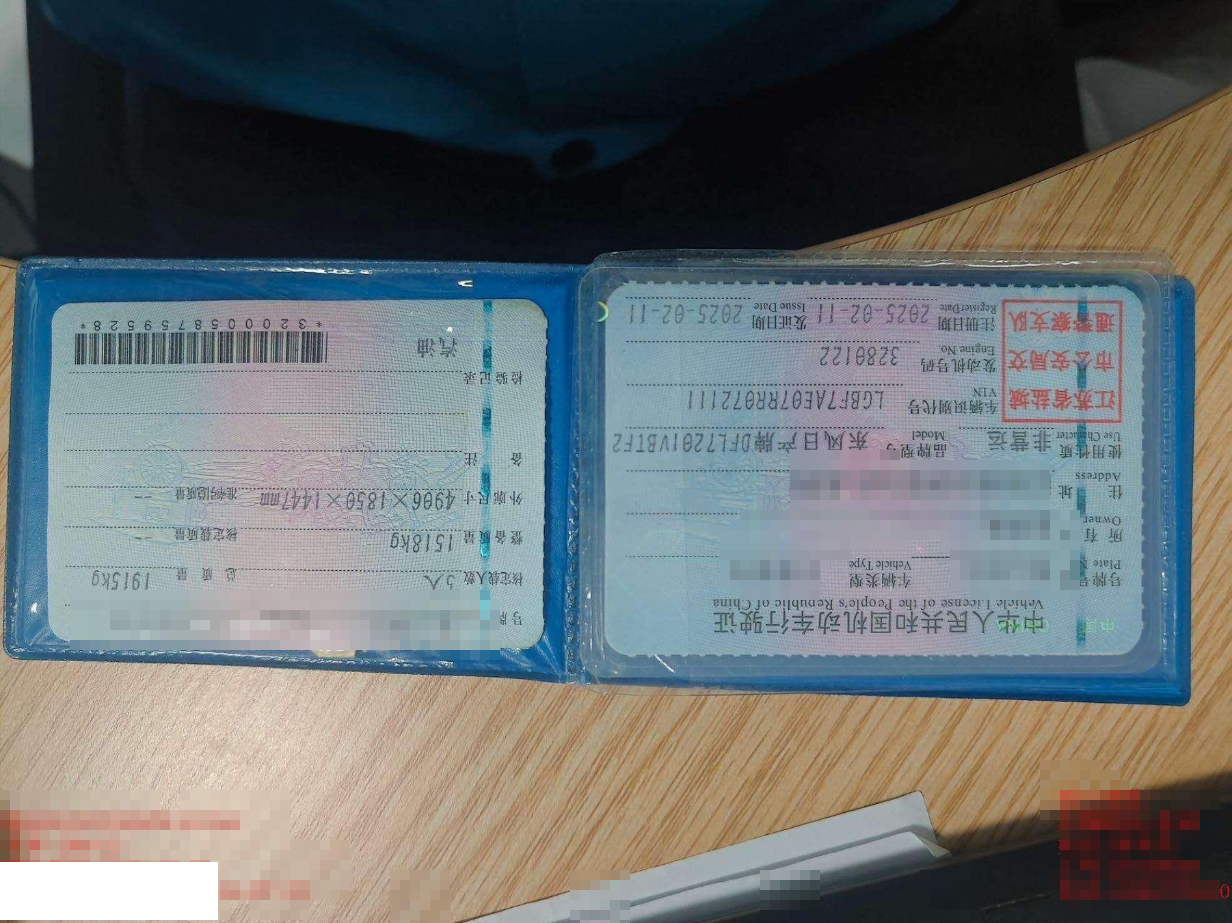 中华人民共和国机动车行驶证
Vehicle License of the People's Republic of China
号牌号 车辆类型
Plate N Vehicle Type
所有
Owner
住 址
Address
使用性质 非营运 品牌型号 东风日产牌DFL7201VBTF2
Use Character Model
江苏省盐城
市公安局交
通警察支队
车辆识别代号 LGBF7AE07RR072111
VIN
发动机号码 3280122
Engine No.
注册日期 2025-02-11 发证日期 2025-02-11
Register Date Issue Date
号牌
核定载人数 5人 总质量 1915kg
整备质量 1518kg 核定载质量 --
外廓尺寸 4906×1850×1447mm 准牵引总质量 --
备 注
检验记录
汽油
*3200058759528*